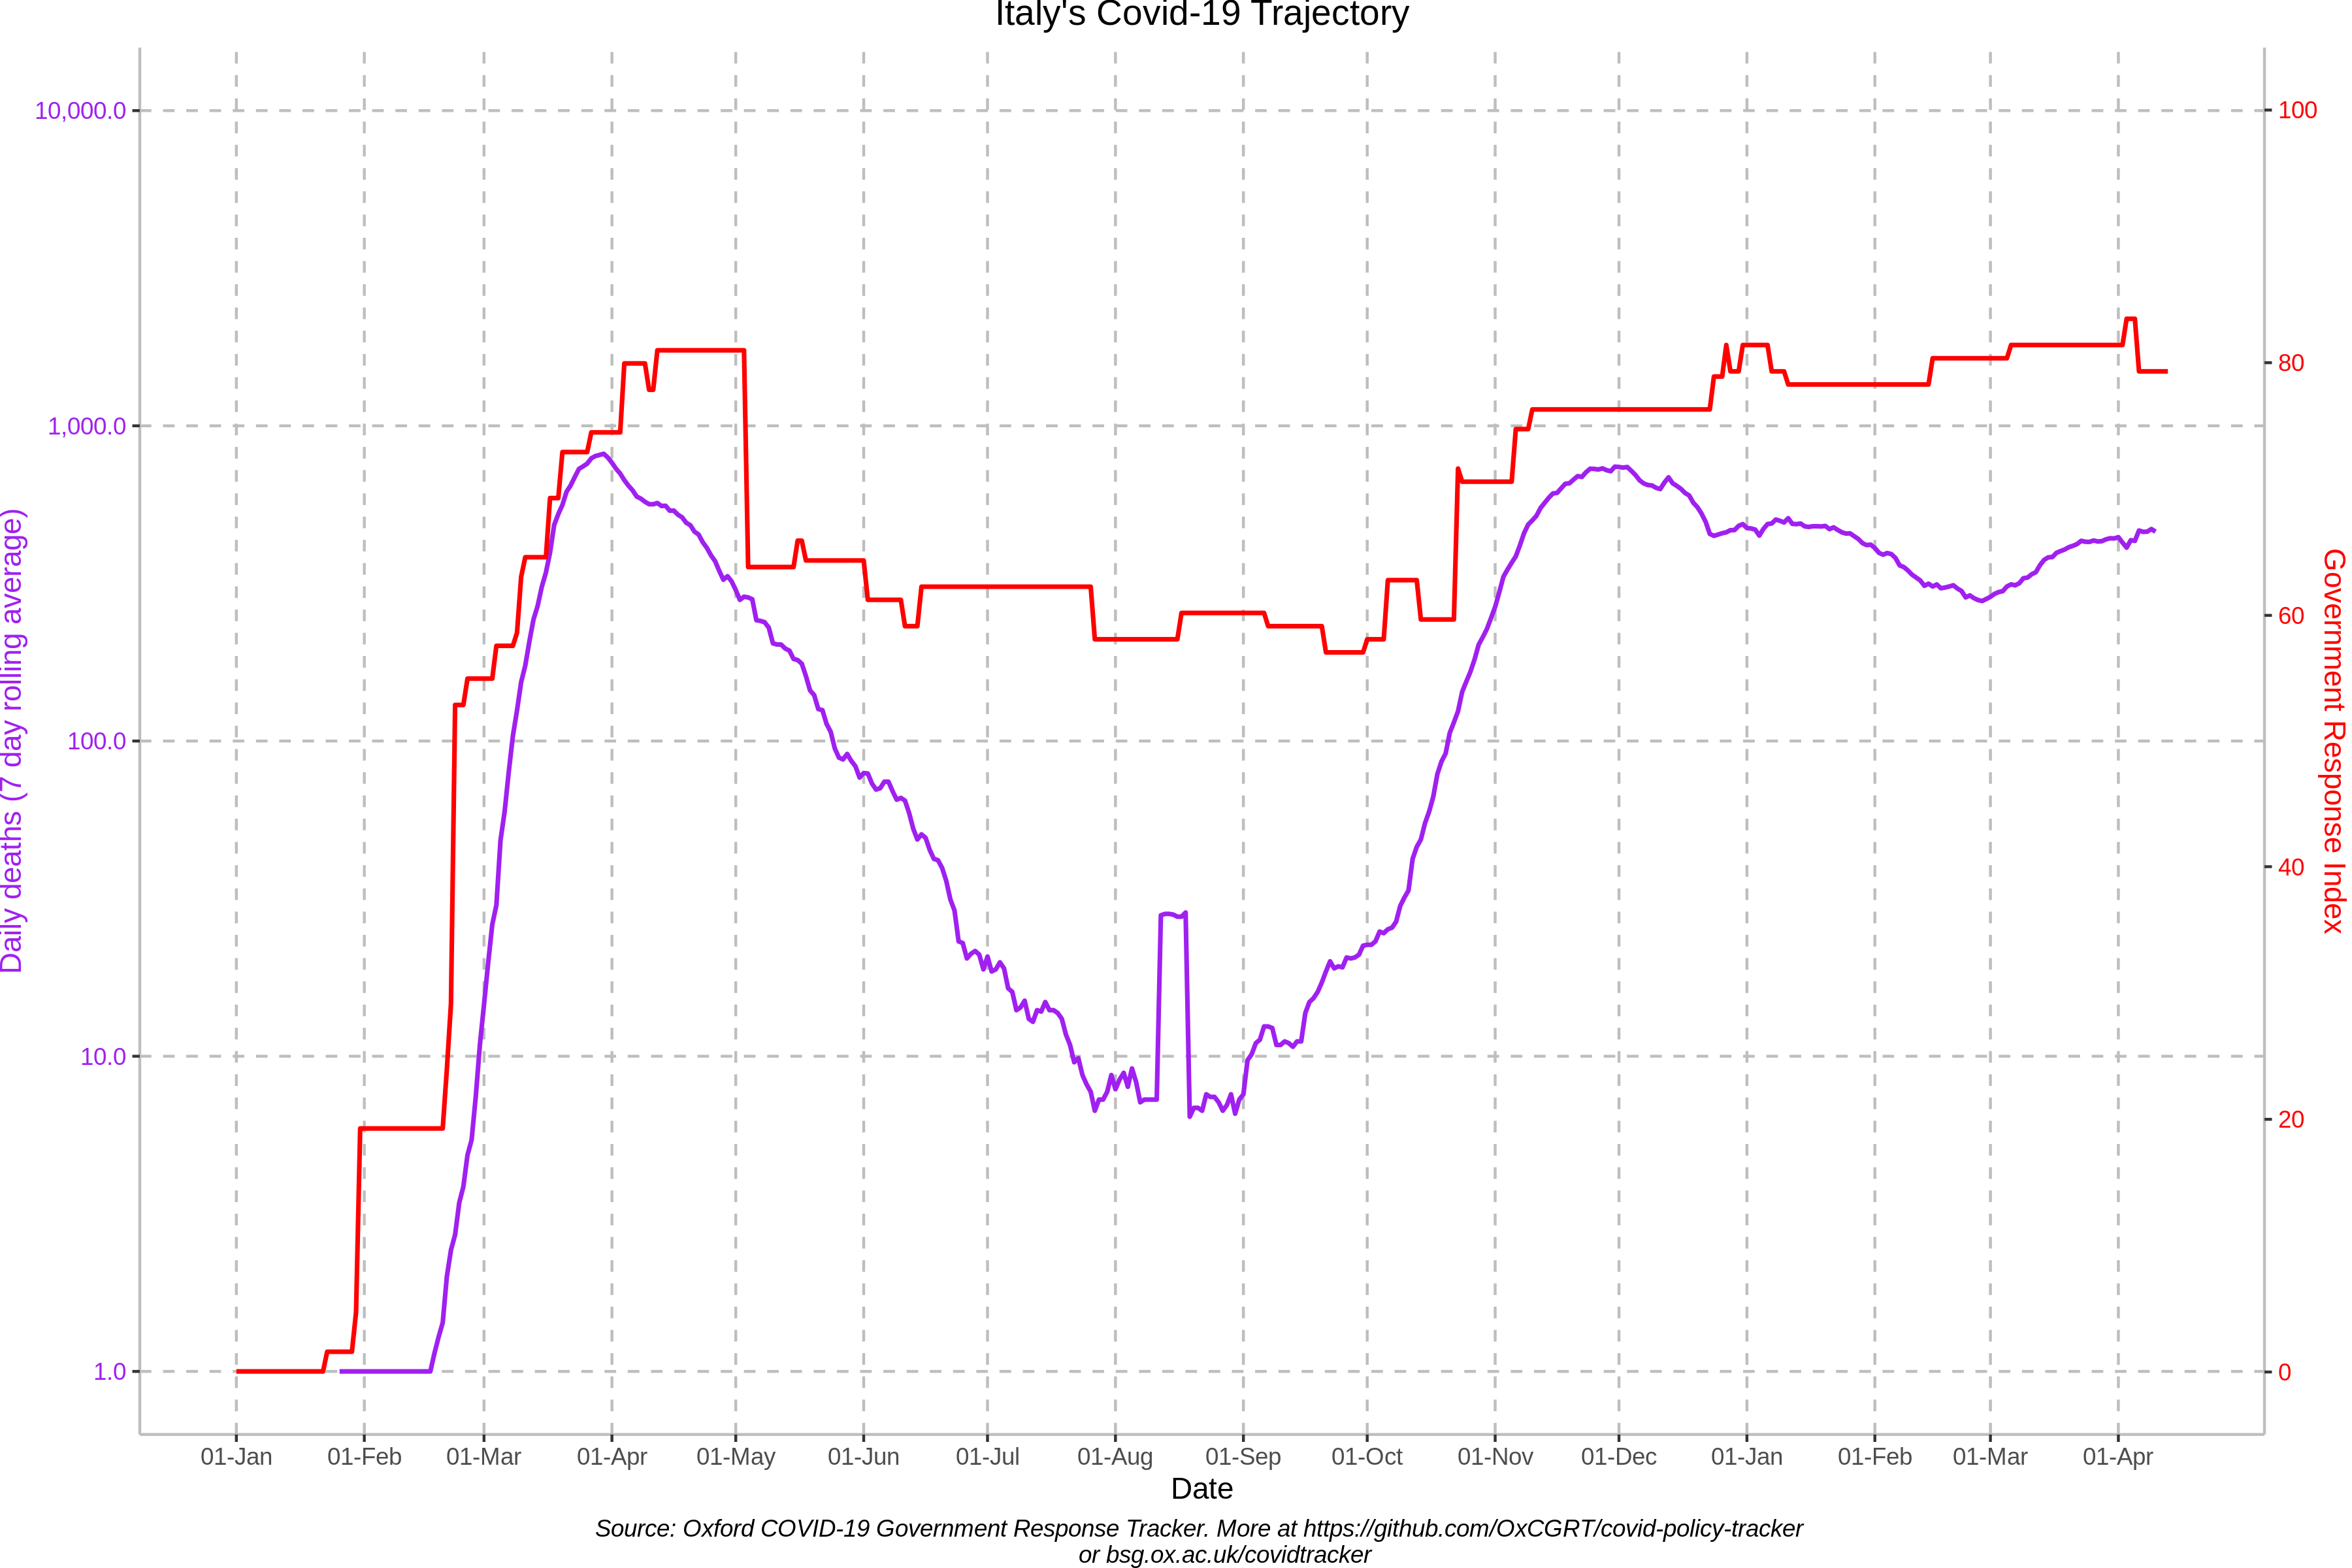 Italy's Covid-19 Trajectory
Daily deaths (7 day rolling average)
10,000.0
1,000.0
100.0
10.0
1.0
100
80
60
40
20
0
Government Response Index
01-Jan 01-Feb 01-Mar 01-Apr 01-May 01-Jun 01-Jul 01-Aug 01-Sep 01-Oct 01-Nov 01-Dec 01-Jan 01-Feb 01-Mar 01-Apr
Date
Source: Oxford COVID-19 Government Response Tracker. More at https://github.com/OxCGRT/covid-policy-tracker
or bsg.ox.ac.uk/covidtracker